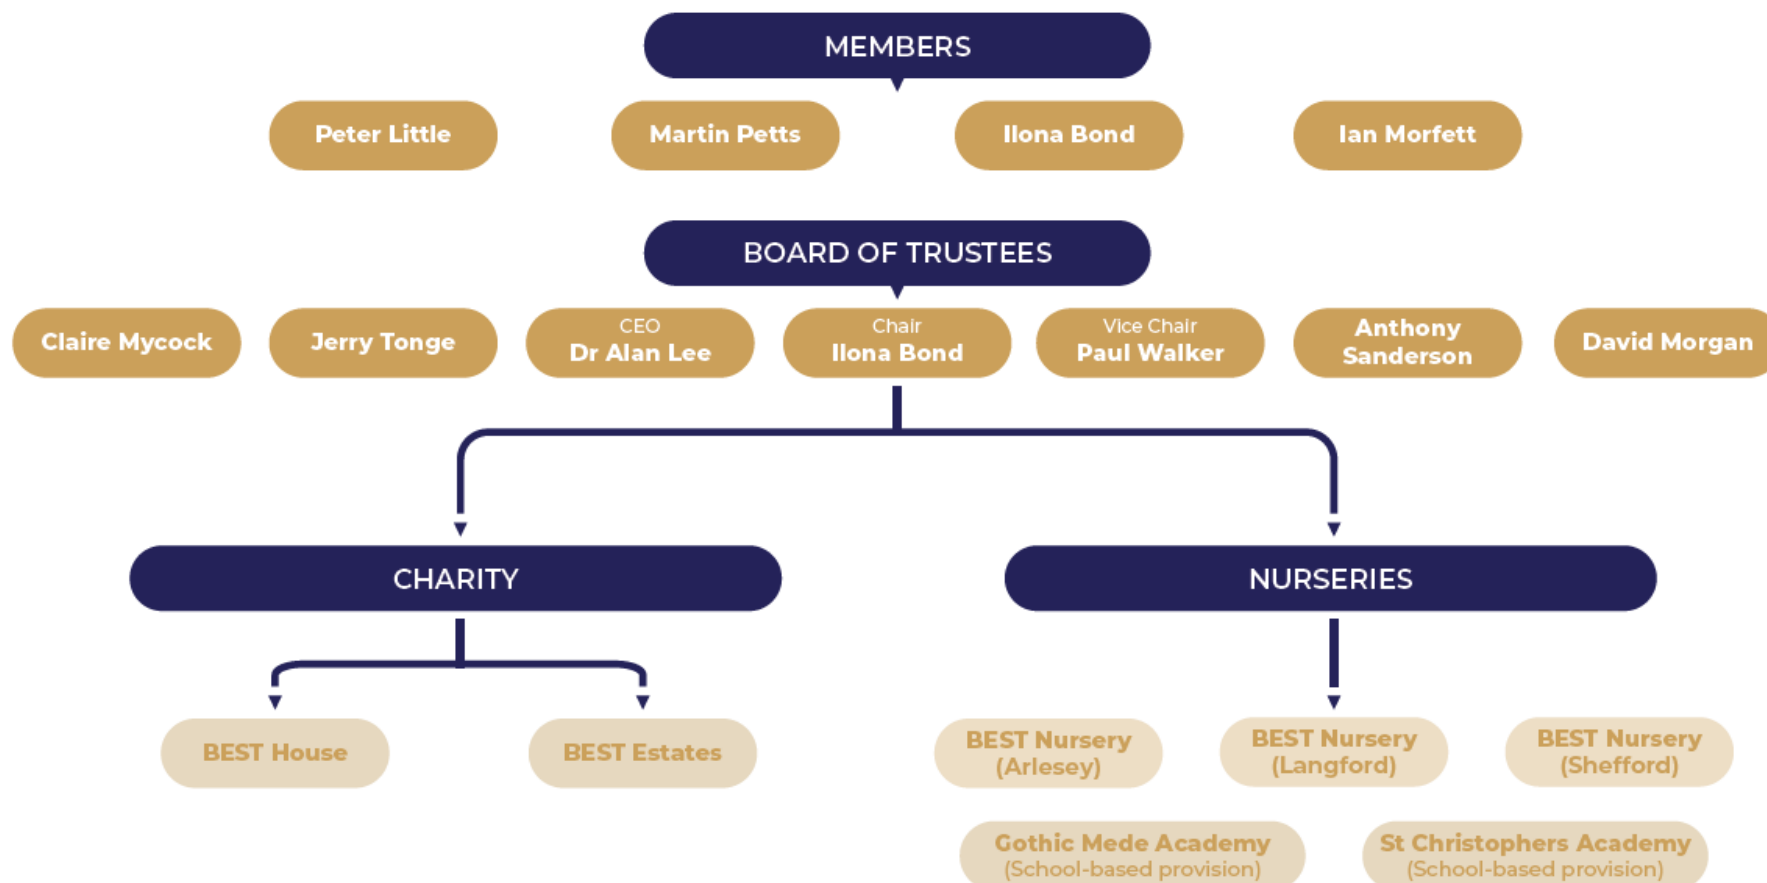 MEMBERS
Peter Little
Martin Petts
Ilona Bond
Ian Morfett
BOARD OF TRUSTEES
Claire Mycock
Jerry Tonge
CEO
Dr Alan Lee
Chair
Ilona Bond
Vice Chair
Paul Walker
Anthony
Sanderson
David Morgan
CHARITY
NURSERIES
BEST House
BEST Estates
BEST Nursery
(Arlesey)
BEST Nursery
(Langford)
BEST Nursery
(Shefford)
Gothic Mede Academy
(School-based provision)
St Christophers Academy
(School-based provision)